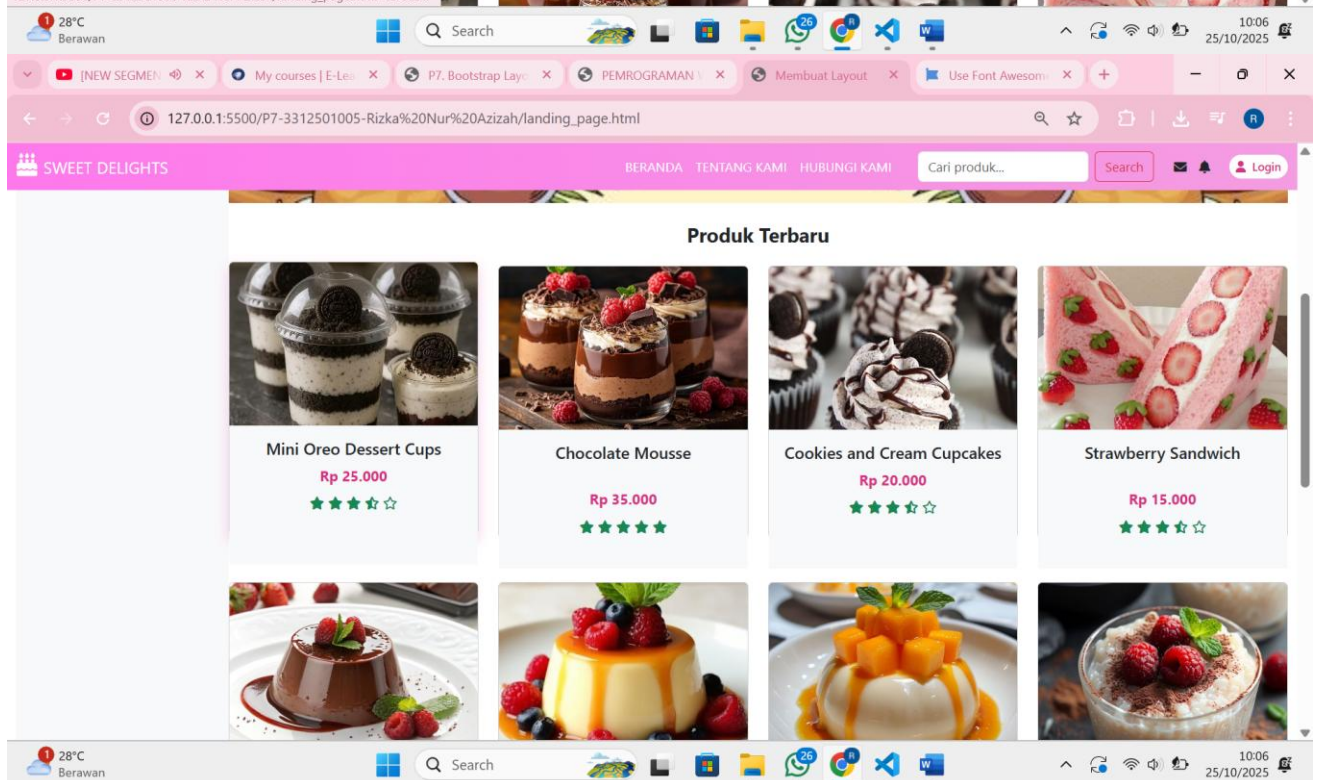 28°C
Berawan
1
Search
26
10:06
25/10/2025
[NEW SEGMEN
My courses | E-Lea
P7. Bootstrap Layo
PEMROGRAMAN
Membuat Layout
Use Font Awesom
127.0.0.1:5500/P7-3312501005-Rizka%20Nur%20Azizah/landing_page.html
R
SWEET DELIGHTS
BERANDA TENTANG KAMI HUBUNGI KAMI
Cari produk...
Search
Login
Produk Terbaru
Mini Oreo Dessert Cups
Chocolate Mousse
Cookies and Cream Cupcakes
Strawberry Sandwich
Rp 25.000
Rp 35.000
Rp 20.000
Rp 15.000
28°C
Berawan
1
Search
26
10:06
25/10/2025